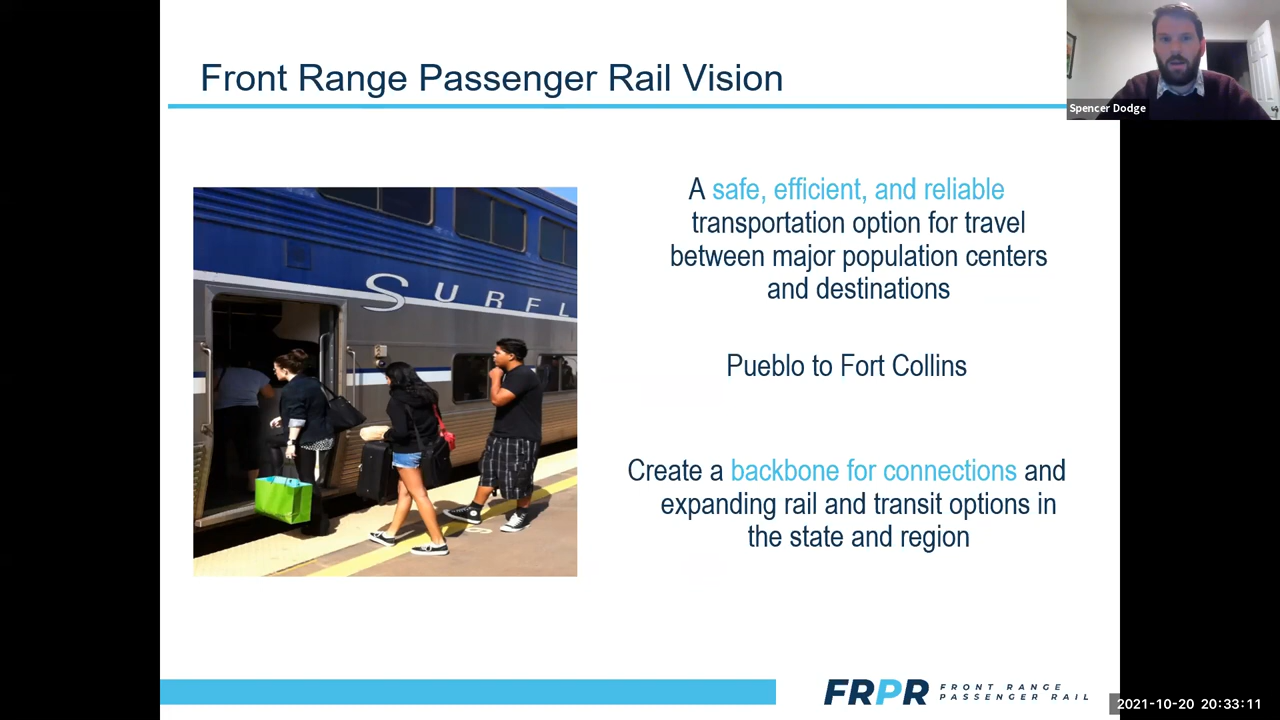 Front Range Passenger Rail Vision
Spencer Dodge
SURFL
A safe, efficient, and reliable
transportation option for travel
between major population centers
and destinations
Pueblo to Fort Collins
Create a backbone for connections and
expanding rail and transit options in
the state and region
FRPR
FRONT RANGE
PASSENGER RAIL
2021-10-20 20:33:11